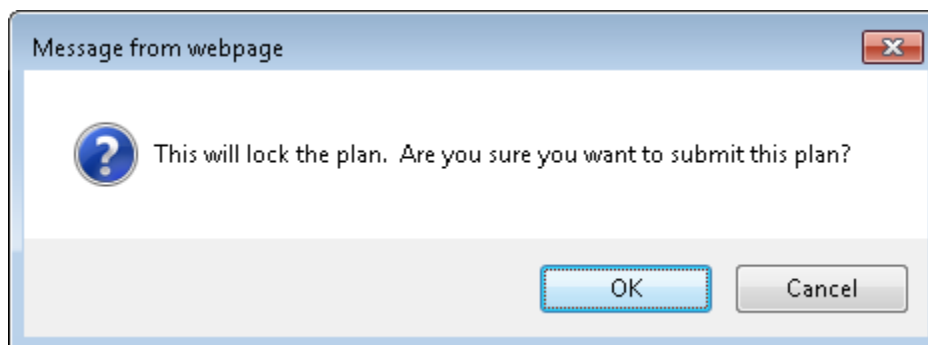 Message from webpage
This will lock the plan.  Are you sure you want to submit this plan?
OK
Cancel